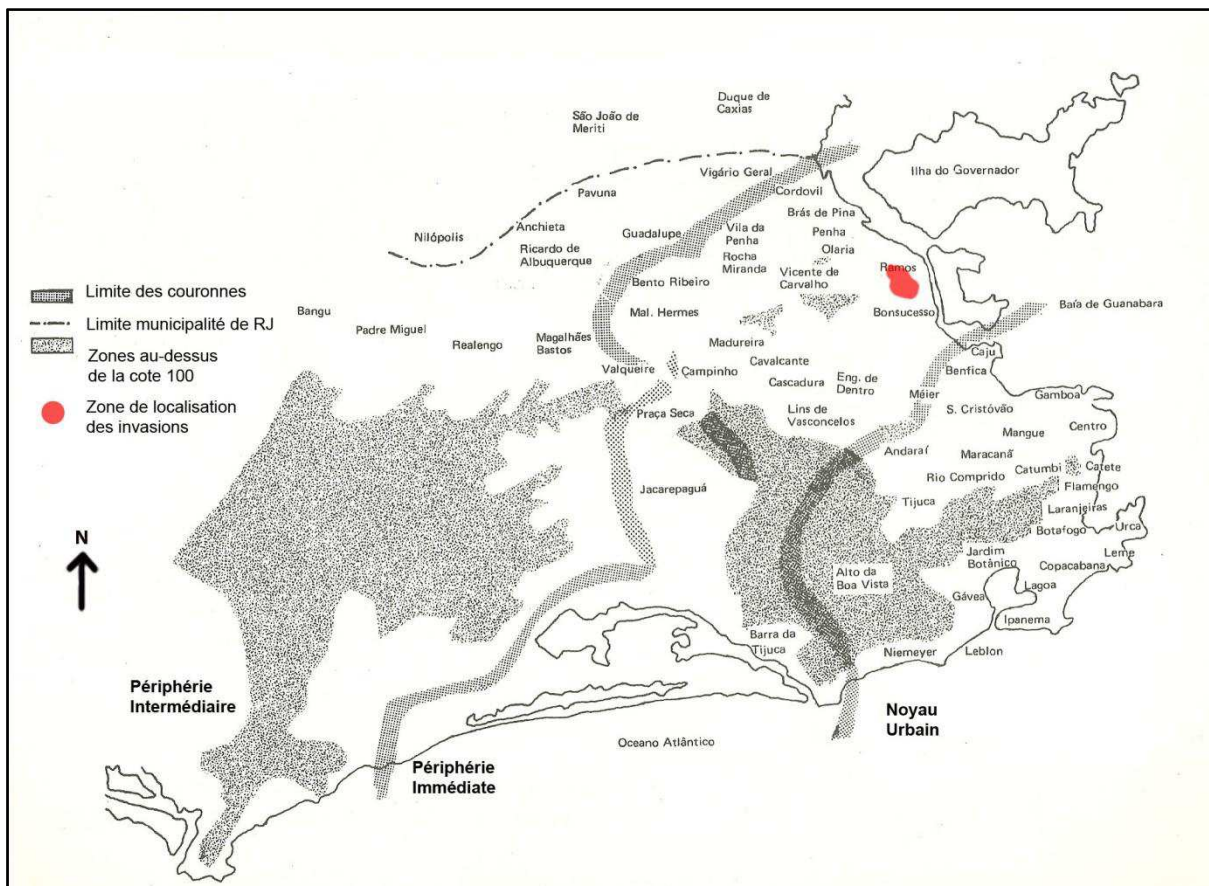 Duque de
Caxias
São João de
Meriti
Ilha do Governador
Vigário Geral
Cordovil
Pavuna
Brás de Pina
Anchieta
Guadalupe
Vila da
Penha
Penha
Nilópolis
Ricardo de
Albuquerque
Olaria
Rocha
Miranda
Ramos
Vicente de
Carvalho
Bento Ribeiro
Limite des couronnes
Bangu
Mal. Hermes
Bonsucesso
Baía de Guanabara
Limite municipalité de RJ
Padre Miguel
Realengo
Magalhães
Bastos
Madureira
Caju
Zones au-dessus
de la cote 100
Valqueire
Campinho
Cavalcante
Benfica
Cascadura
Eng. de
Dentro
Méier
Gamboa
Zone de localisation
des invasions
Praça Seca
Lins de
Vasconcelos
S. Cristóvão
Mangue
Centro
Andaraí
Maracanã
Rio Comprido
Catumbi
Catete
Flamengo
Jacarepaguá
Tijuca
Laranjeiras
Botafogo
Urca
N
Jardim
Botânico
Leme
Copacabana
Alto da
Boa Vista
Lagoa
Gávea
Ipanema
Barra da
Tijuca
Niemeyer
Leblon
Périphérie
Intermédiaire
Noyau
Urbain
Oceano Atlântico
Périphérie
Immédiate